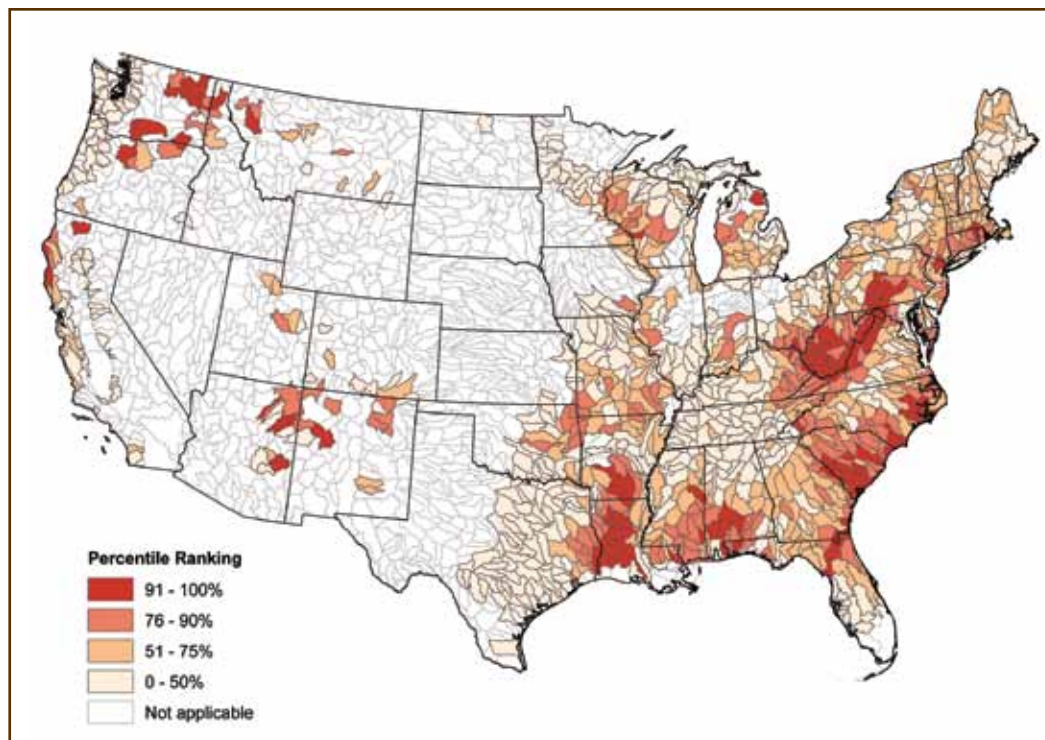 Percentile Ranking
91 - 100%
76 - 90%
51 - 75%
0 - 50%
Not applicable